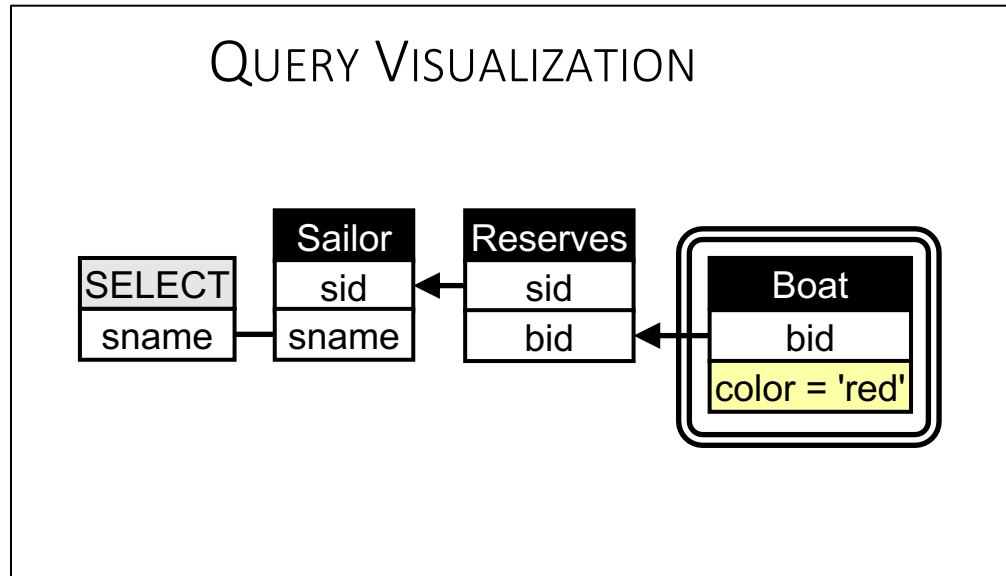 QUERY VISUALIZATION
SELECT
sname
Sailor
sid
sname
Reserves
sid
bid
Boat
bid
color = 'red'